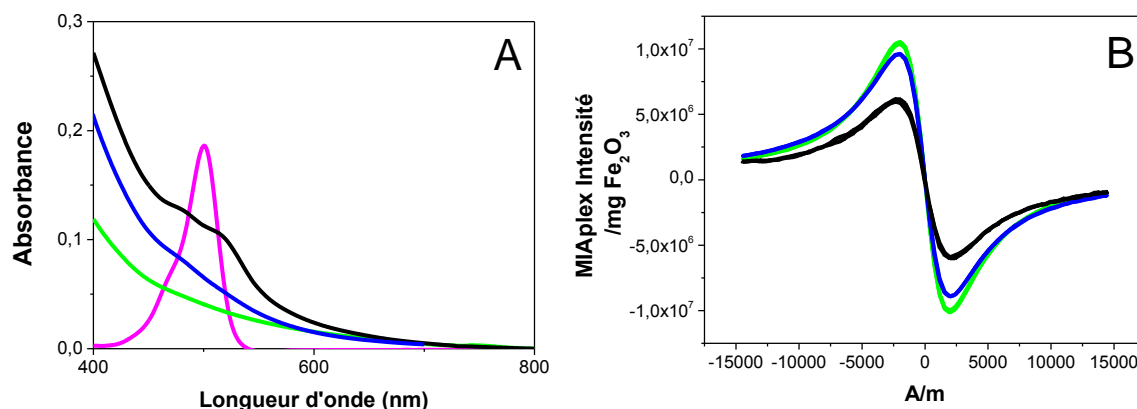 A
0,3
0,2
0,1
0,0
400
600
800
Absorbance
Longueur d'onde (nm)
B
1,0x10⁷
5,0x10⁶
0,0
-5,0x10⁶
-1,0x10⁷
-15000 -10000 -5000 0 5000 10000 15000
MIAplex Intensité
/mg Fe₂O₃
A/m